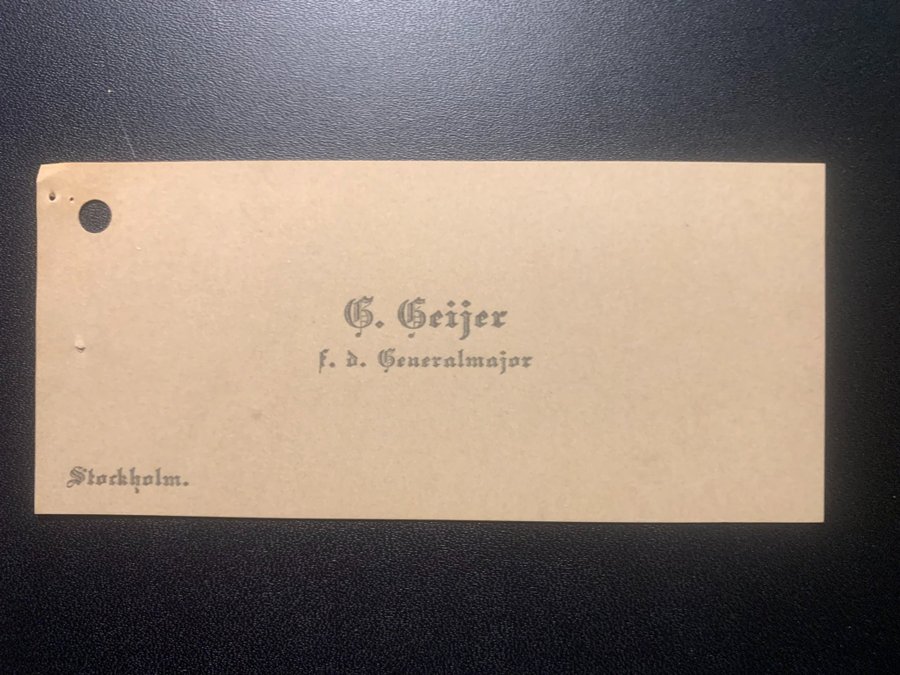 G. Geijer
f. d. Generalmajor
Stockholm.